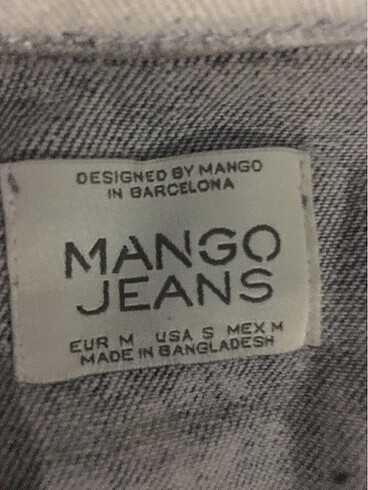 DESIGNED BY MANGO
IN BARCELONA
MANGO
JEANS
EUR M USA S MEX M
MADE IN BANGLADESH